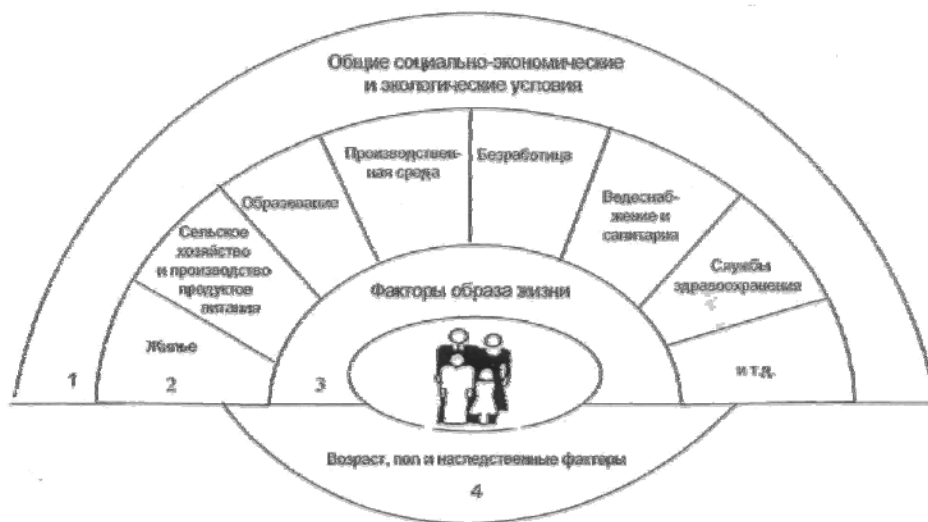 Общие социально-экономические
и экологические условия
Производствен-
ная среда
Безработица
Образование
Водоснаб-
жение и
санитария
Сельское
хозяйство
и производство
продуктов
питания
Службы
здравоохранения
Факторы образа жизни
Жилье
и т.д.
1
2
3
Возраст, пол и наследственные факторы
4